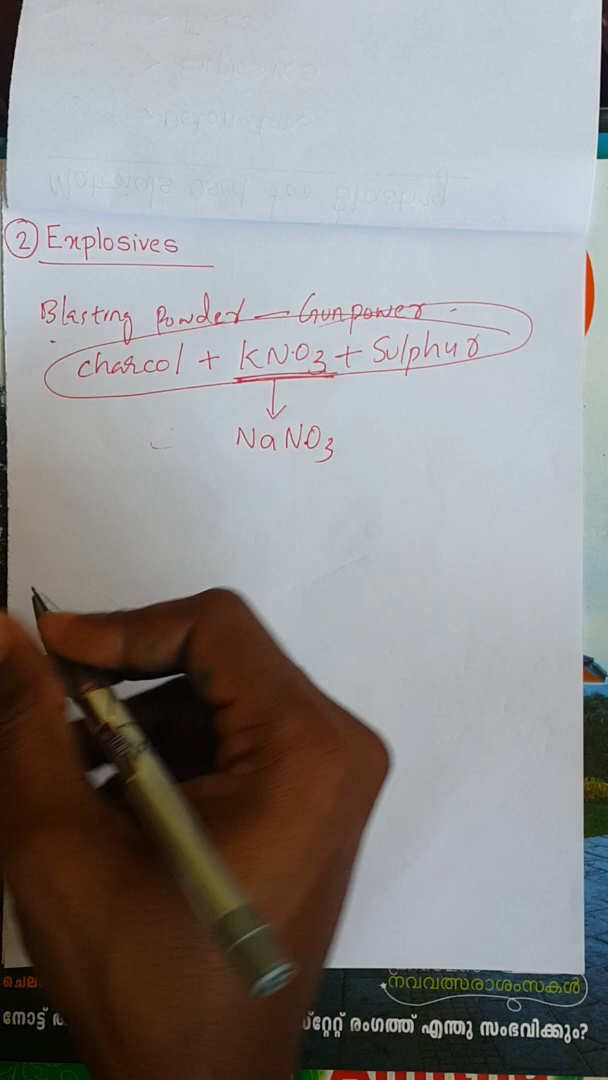 ② Explosives
Blasting Powder — Gunpower
charcol + KNO3 + Sulphur
NaNO3
നവവത്സരാശംസകൾ
നോട്ട്
രംഗത്ത് എന്തു സംഭവിക്കും?